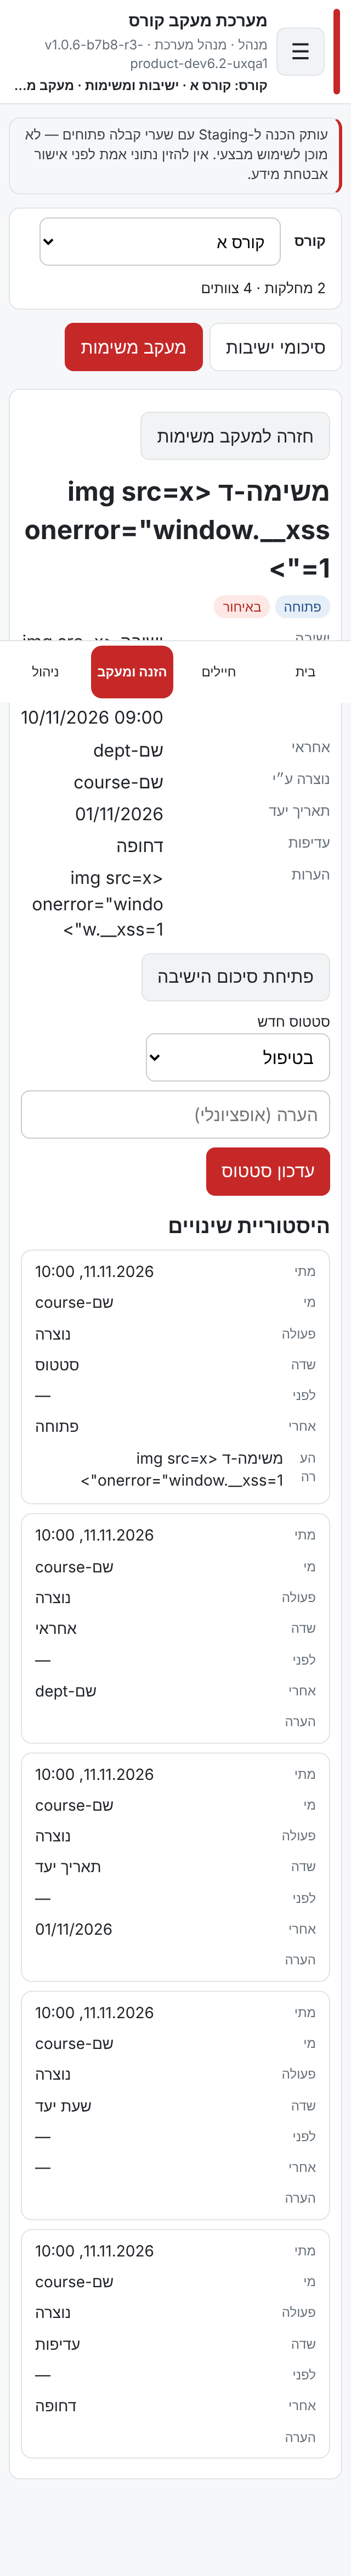 מערכת מעקב קורס
מנהל · מנהל מערכת · v1.0.6-b7b8-r3-
product-dev6.2-uxqa1
קורס: קורס א · ישיבות ומשימות · מעקב מ...
☰
עותק הכנה ל-Staging עם שערי קבלה פתוחים — לא
מוכן לשימוש מבצעי. אין להזין נתוני אמת לפני אישור
אבטחת מידע.
קורס
קורס א
2 מחלקות · 4 צוותים
סיכומי ישיבות
מעקב משימות
חזרה למעקב משימות
משימה-ד <img src=x
onerror="window.__xss
=1">
פתוחה
באיחור
בית
חיילים
הזנה ומעקב
ניהול
10/11/2026 09:00
אחראי
שם-dept
נוצרה ע״י
שם-course
תאריך יעד
01/11/2026
עדיפות
דחופה
הערות
<img src=x
onerror="windo
w.__xss=1">
פתיחת סיכום הישיבה
סטטוס חדש
בטיפול
הערה (אופציונלי)
עדכון סטטוס
היסטוריית שינויים
מתי
11.11.2026, 10:00
מי
שם-course
פעולה
נוצרה
שדה
סטטוס
לפני
—
אחרי
פתוחה
הע
רה
משימה-ד <img src=x
onerror="window.__xss=1">
מתי
11.11.2026, 10:00
מי
שם-course
פעולה
נוצרה
שדה
אחראי
לפני
—
אחרי
שם-dept
הערה
מתי
11.11.2026, 10:00
מי
שם-course
פעולה
נוצרה
שדה
תאריך יעד
לפני
—
אחרי
01/11/2026
הערה
מתי
11.11.2026, 10:00
מי
שם-course
פעולה
נוצרה
שדה
שעת יעד
לפני
—
אחרי
—
הערה
מתי
11.11.2026, 10:00
מי
שם-course
פעולה
נוצרה
שדה
עדיפות
לפני
—
אחרי
דחופה
הערה